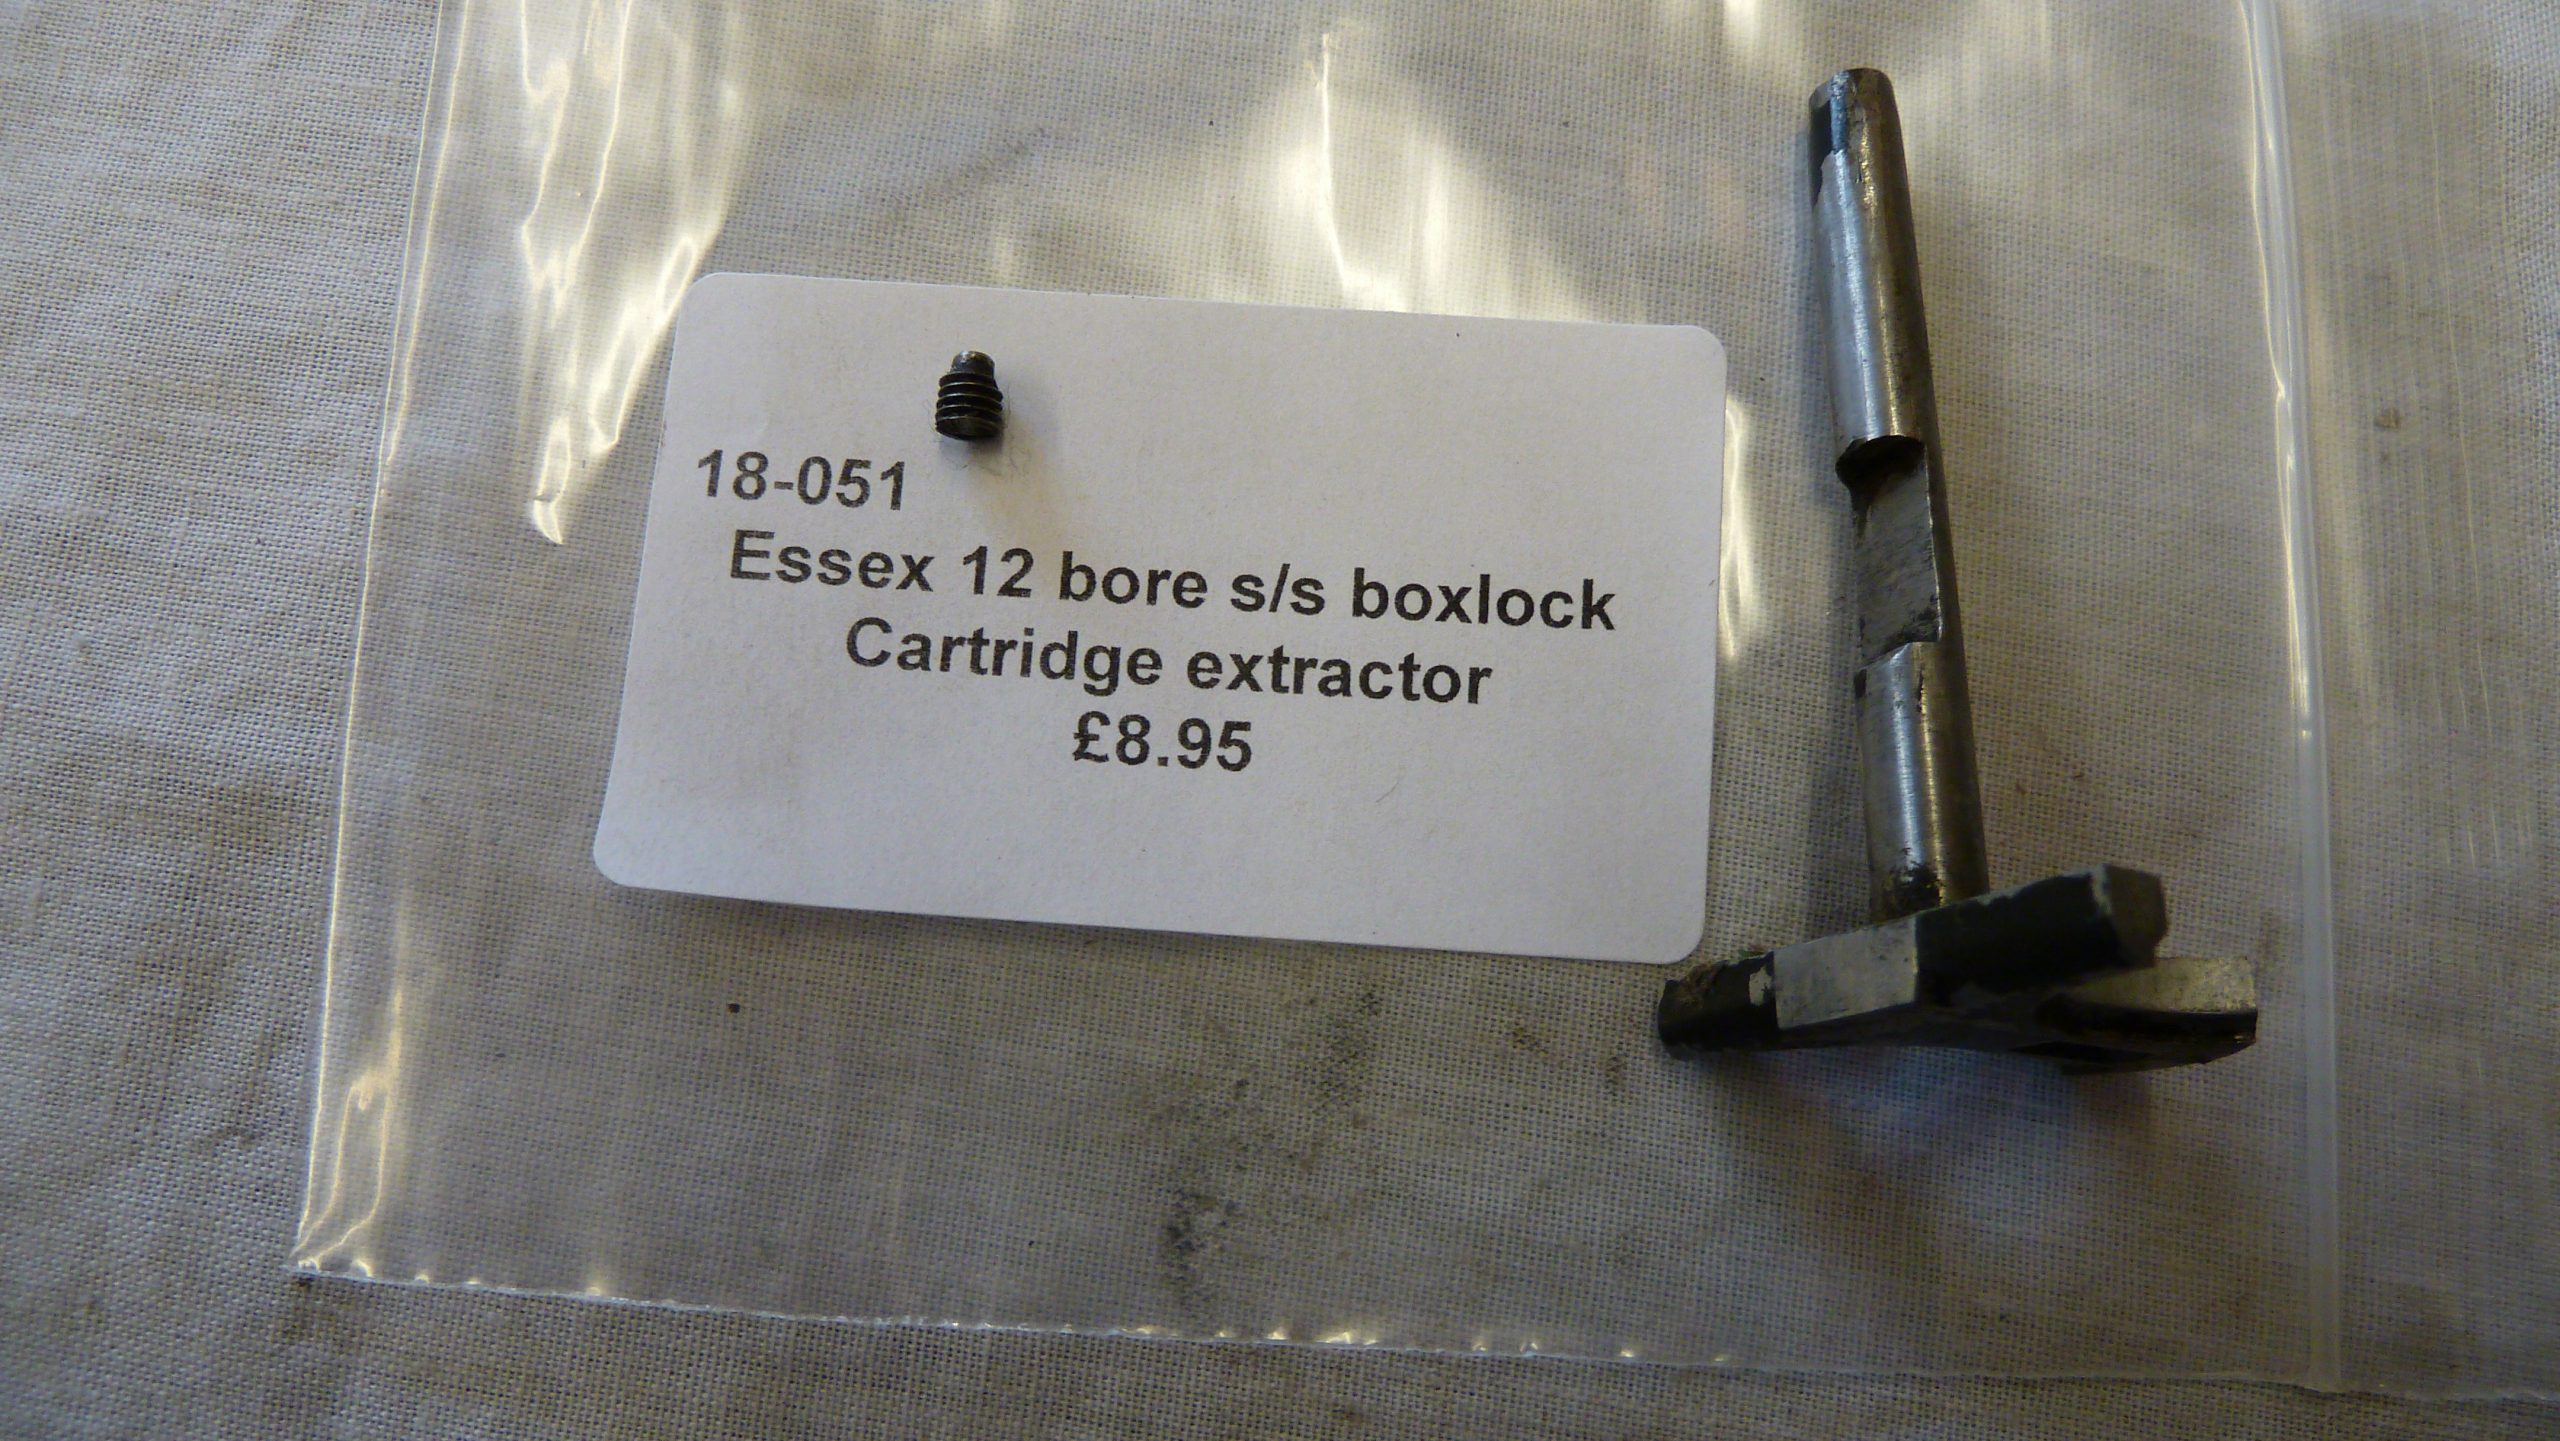 18-051
Essex 12 bore s/s boxlock
Cartridge extractor
£8.95